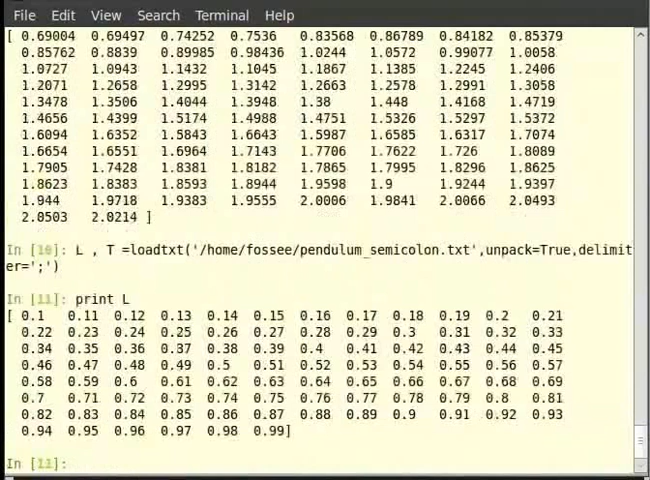 File Edit View Search Terminal Help
[ 0.69004 0.69497 0.74252 0.7536 0.83568 0.86789 0.84182 0.85379
0.85762 0.8839 0.89985 0.98436 1.0244 1.0572 0.99077 1.0058
1.0727 1.0943 1.1432 1.1045 1.1867 1.1385 1.2245 1.2406
1.2071 1.2658 1.2995 1.3142 1.2663 1.2578 1.2991 1.3058
1.3478 1.3506 1.4044 1.3948 1.38 1.448 1.4168 1.4719
1.4656 1.4399 1.5174 1.4988 1.4751 1.5326 1.5297 1.5372
1.6094 1.6352 1.5843 1.6643 1.5987 1.6585 1.6317 1.7074
1.6654 1.6551 1.6964 1.7143 1.7706 1.7622 1.726 1.8089
1.7905 1.7428 1.8381 1.8182 1.7865 1.7995 1.8296 1.8625
1.8623 1.8383 1.8593 1.8944 1.9598 1.9 1.9244 1.9397
1.944 1.9718 1.9383 1.9555 2.0006 1.9841 2.0066 2.0493
2.0503 2.0214 ]
In [10]: L , T =loadtxt('/home/fossee/pendulum_semicolon.txt',unpack=True,delimit
er=';')
In [11]: print L
[ 0.1 0.11 0.12 0.13 0.14 0.15 0.16 0.17 0.18 0.19 0.2 0.21
0.22 0.23 0.24 0.25 0.26 0.27 0.28 0.29 0.3 0.31 0.32 0.33
0.34 0.35 0.36 0.37 0.38 0.39 0.4 0.41 0.42 0.43 0.44 0.45
0.46 0.47 0.48 0.49 0.5 0.51 0.52 0.53 0.54 0.55 0.56 0.57
0.58 0.59 0.6 0.61 0.62 0.63 0.64 0.65 0.66 0.67 0.68 0.69
0.7 0.71 0.72 0.73 0.74 0.75 0.76 0.77 0.78 0.79 0.8 0.81
0.82 0.83 0.84 0.85 0.86 0.87 0.88 0.89 0.9 0.91 0.92 0.93
0.94 0.95 0.96 0.97 0.98 0.99]
In [11]: